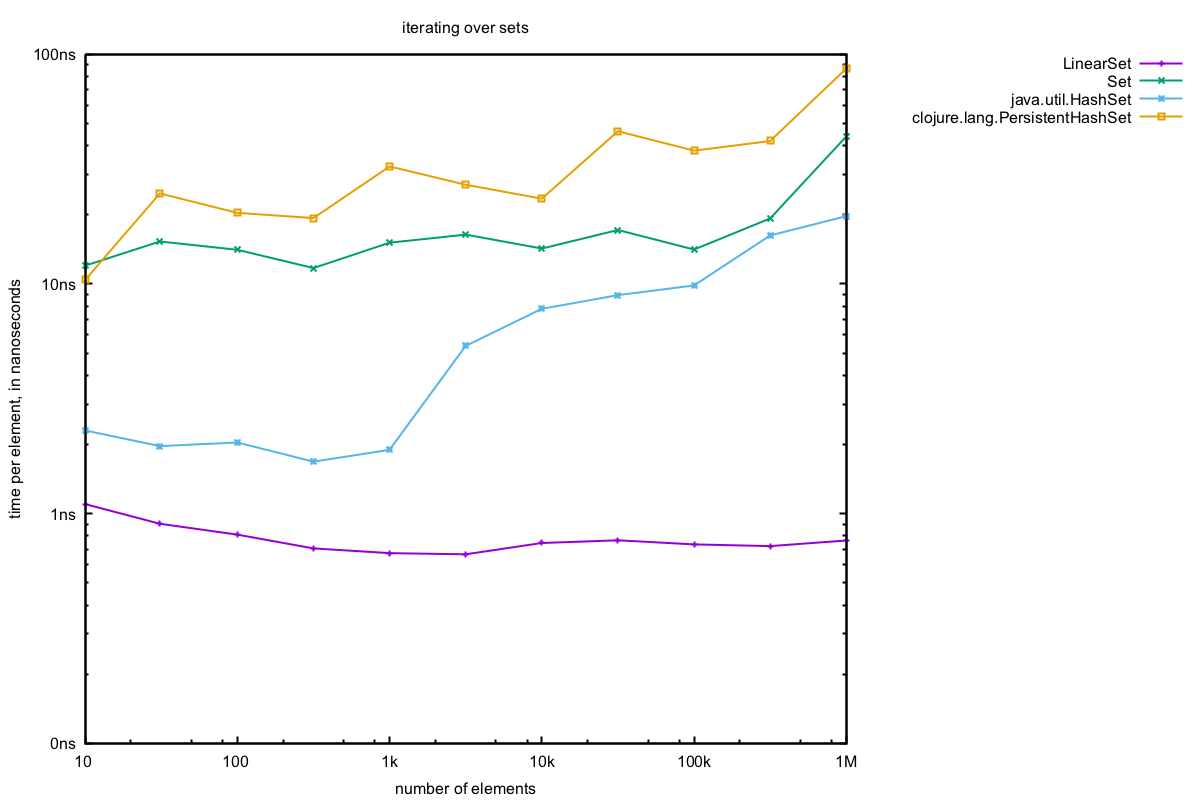 iterating over sets
100ns
10ns
1ns
0ns
time per element, in nanoseconds
LinearSet
Set
java.util.HashSet
clojure.lang.PersistentHashSet
10 100 1k 10k 100k 1M
number of elements